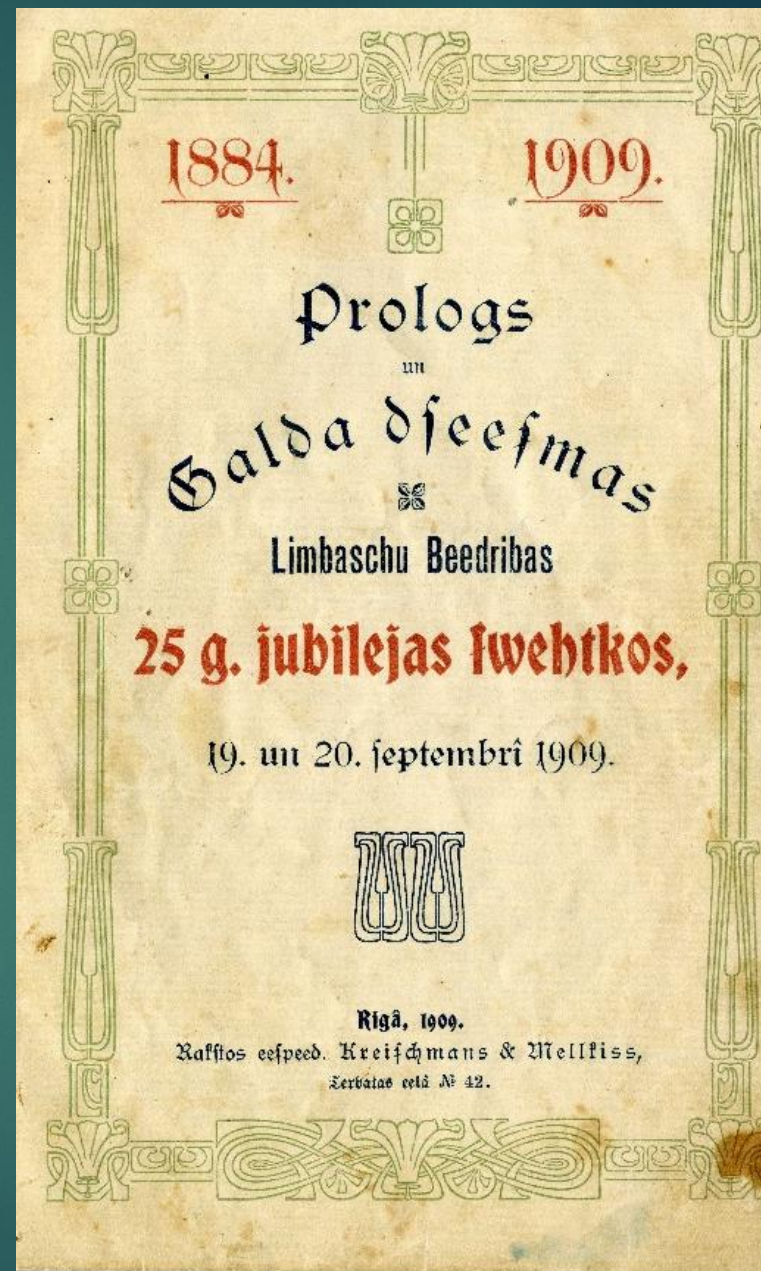 1884. 1909.
Prologs
un
Galda dſeeſmas
Limbaschu Beedribas
25 g. jubilejas ſwehtkos,
19. un 20. ſeptembrî 1909.
Rigâ, 1909.
Rakſtos eeſpeed. Kreiſchmans & Mellkiss,
Terbatas eelâ № 42.